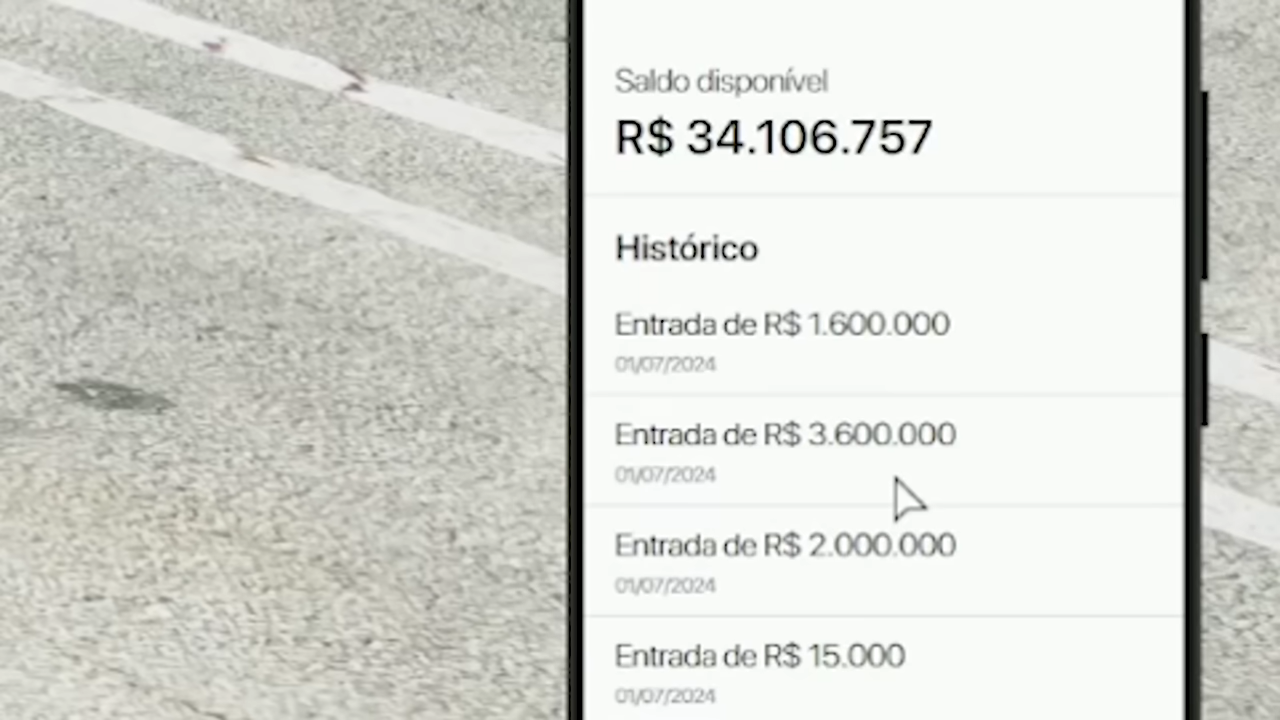 Saldo disponível
R$ 34.106.757
Histórico
Entrada de R$ 1.600.000
01/07/2024
Entrada de R$ 3.600.000
01/07/2024
Entrada de R$ 2.000.000
01/07/2024
Entrada de R$ 15.000
01/07/2024